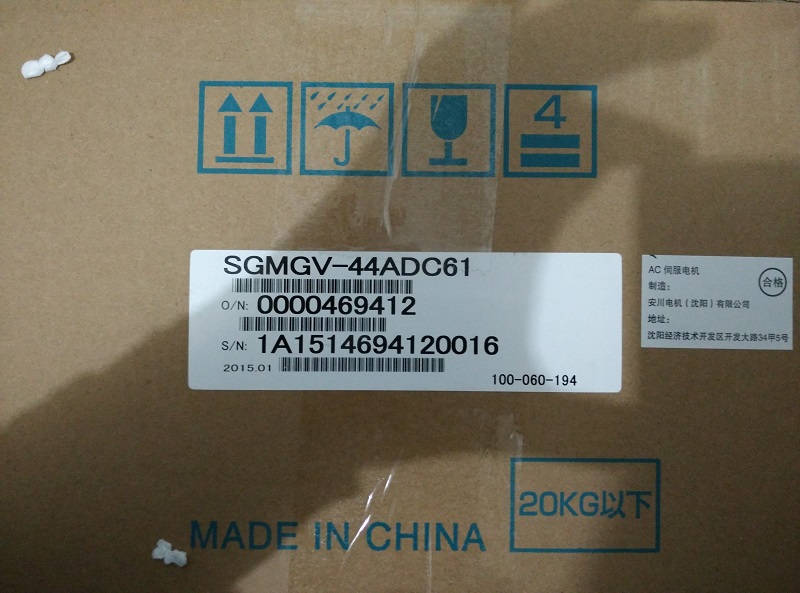 4
SGMGV-44ADC61
O/N: 0000469412
S/N: 1A1514694120016
2015.01
100-060-194
AC 伺服电机
制造：
安川电机（沈阳）有限公司
地址：
沈阳经济技术开发区开发大路34甲5号
合格
20KG以下
MADE IN CHINA